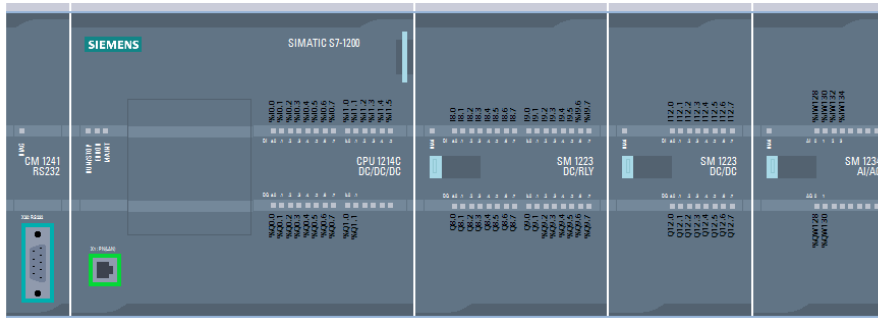 SIEMENS
SIMATIC S7-1200
%I0.0
%I0.1
%I0.2
%I0.3
%I0.4
%I0.5
%I0.6
%I0.7
%I1.0
%I1.1
%I1.2
%I1.3
%I1.4
%I1.5
I8.0
I8.1
I8.2
I8.3
I8.4
I8.5
I8.6
I8.7
I9.0
I9.1
I9.2
I9.3
I9.4
I9.5
%I9.6
%I9.7
I12.0
I12.1
I12.2
I12.3
I12.4
I12.5
I12.6
I12.7
%IW128
%IW130
%IW132
%IW134
RUN/STOP
ERROR
MAINT
CM 1241
RS232
CPU 1214C
DC/DC/DC
SM 1223
DC/RLY
SM 1223
DC/DC
SM 1234
AI/AQ
%Q0.0
%Q0.1
%Q0.2
%Q0.3
%Q0.4
%Q0.5
%Q0.6
%Q0.7
%Q1.0
%Q1.1
Q8.0
Q8.1
Q8.2
Q8.3
Q8.4
Q8.5
Q8.6
Q8.7
Q9.0
Q9.1
%Q9.2
%Q9.3
%Q9.4
%Q9.5
%Q9.6
%Q9.7
Q12.0
Q12.1
Q12.2
Q12.3
Q12.4
Q12.5
Q12.6
Q12.7
%QW128
%QW130